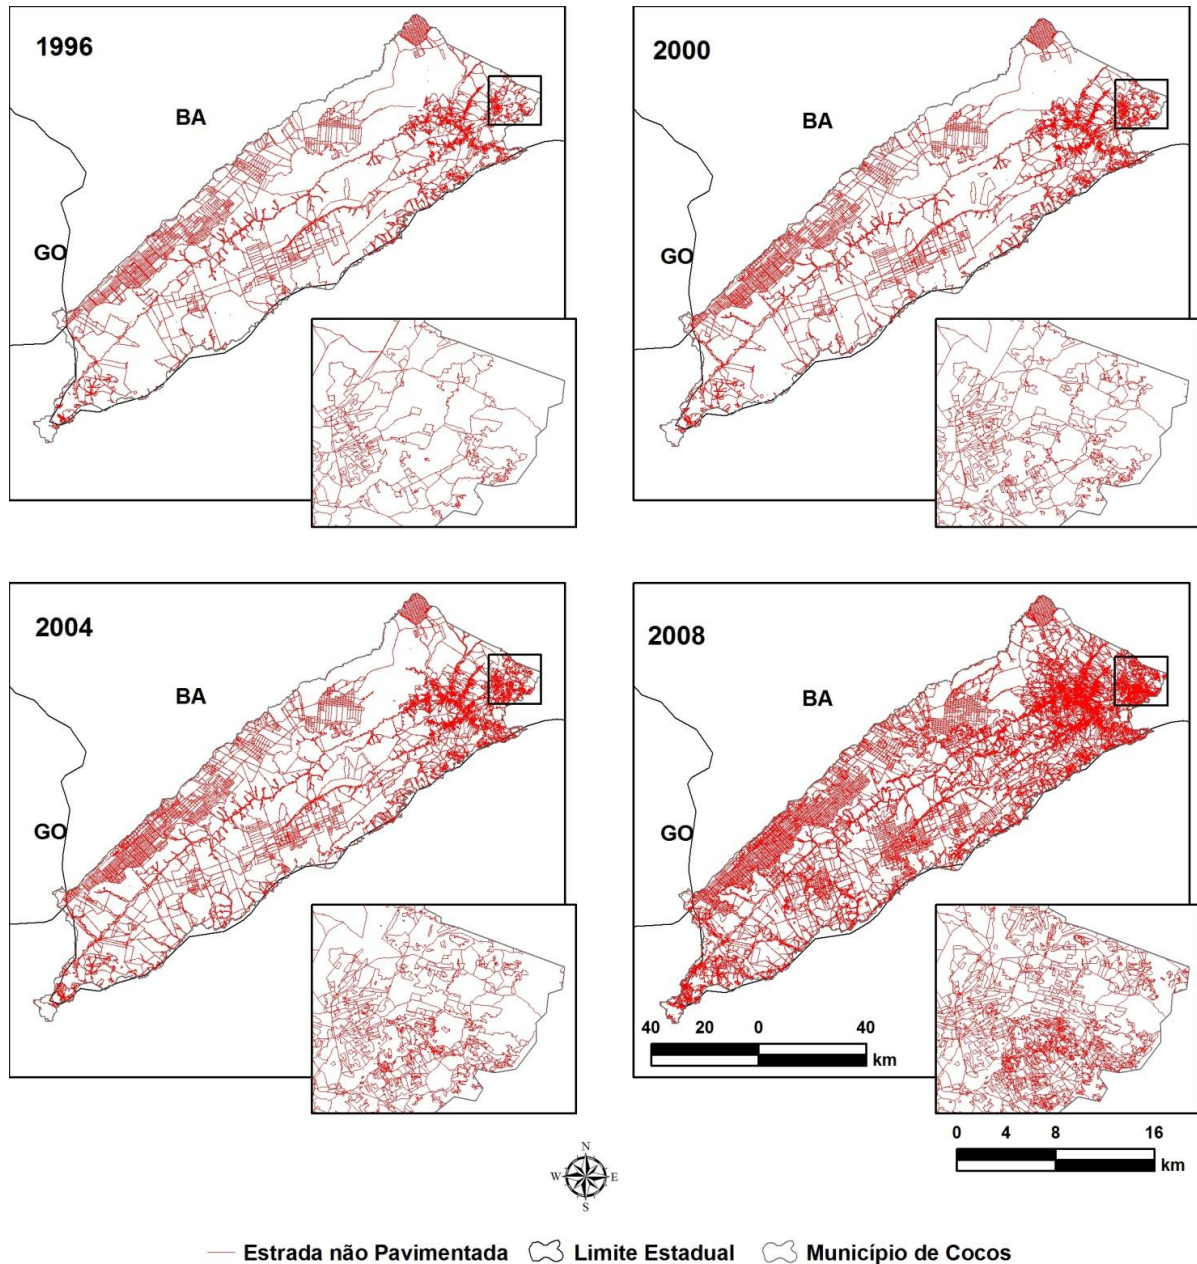 1996
BA
GO
2000
BA
GO
2004
BA
GO
2008
BA
GO
40 20 0 40
km
0 4 8 16
km
N
W E
S
Estrada não Pavimentada Limite Estadual Município de Cocos